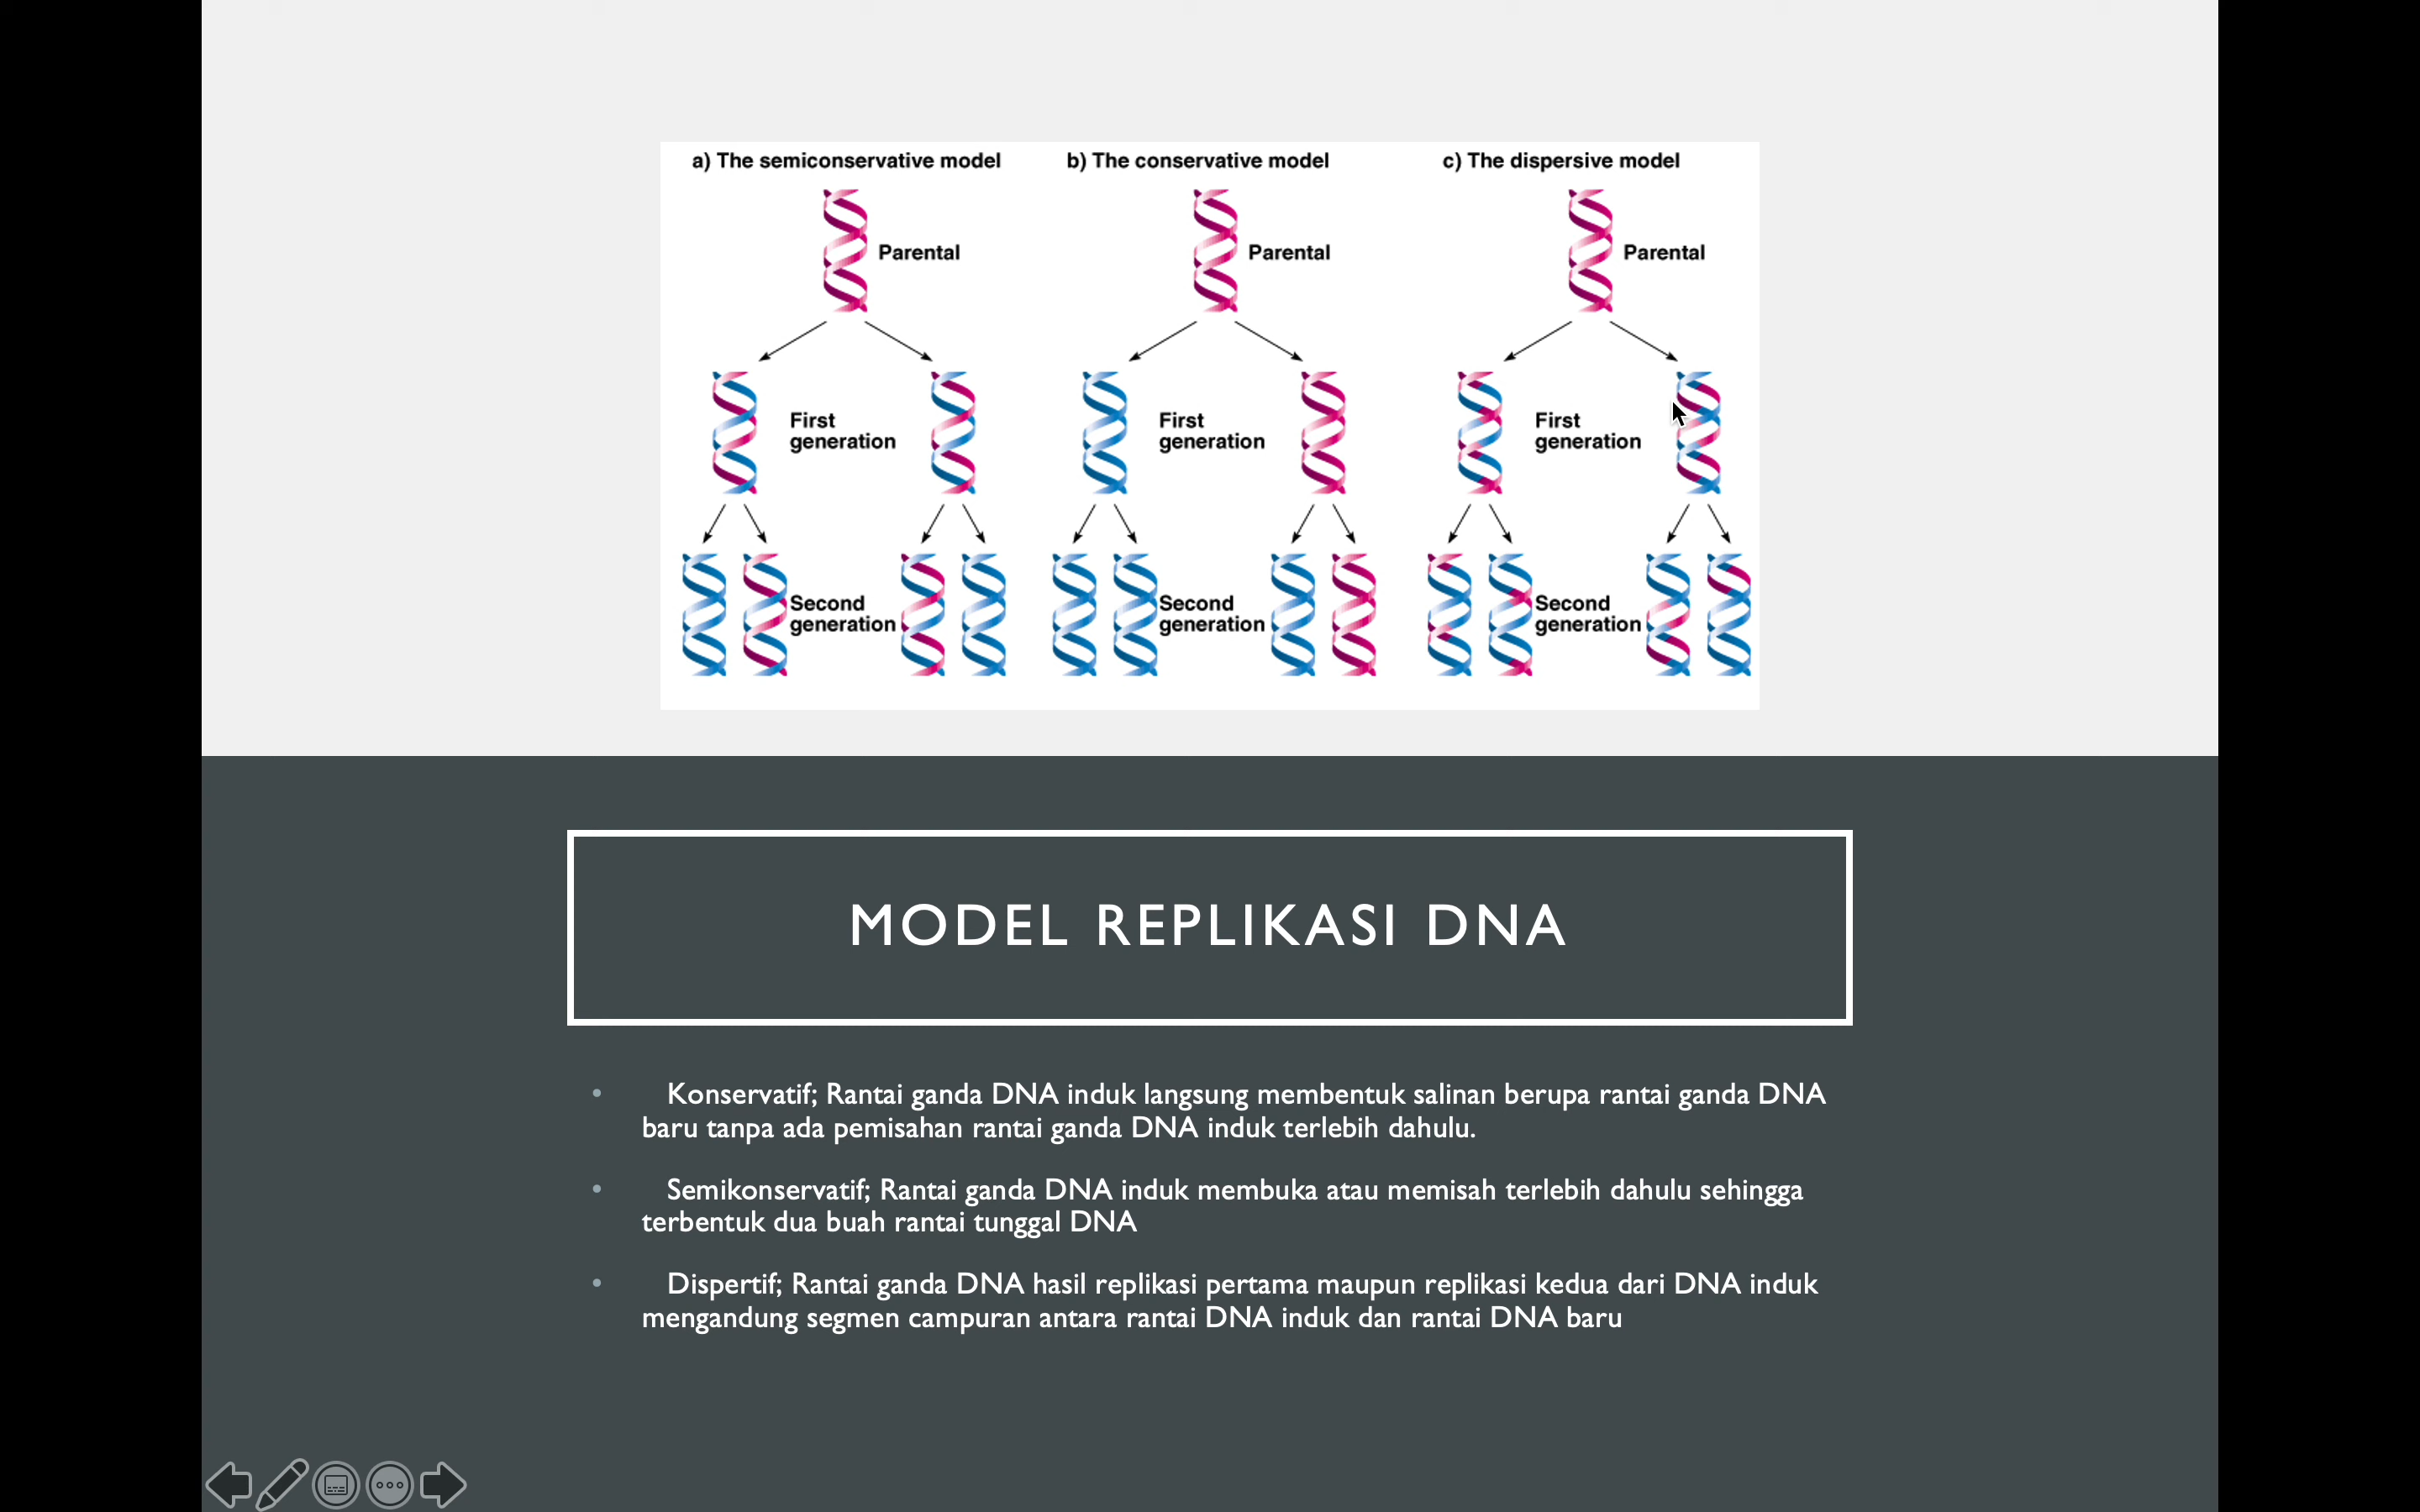 a) The semiconservative model
b) The conservative model
c) The dispersive model
Parental
Parental
Parental
First
generation
First
generation
First
generation
Second
generation
Second
generation
Second
generation
MODEL REPLIKASI DNA
• Konservatif; Rantai ganda DNA induk langsung membentuk salinan berupa rantai ganda DNA
baru tanpa ada pemisahan rantai ganda DNA induk terlebih dahulu.
• Semikonservatif; Rantai ganda DNA induk membuka atau memisah terlebih dahulu sehingga
terbentuk dua buah rantai tunggal DNA
• Dispertif; Rantai ganda DNA hasil replikasi pertama maupun replikasi kedua dari DNA induk
mengandung segmen campuran antara rantai DNA induk dan rantai DNA baru